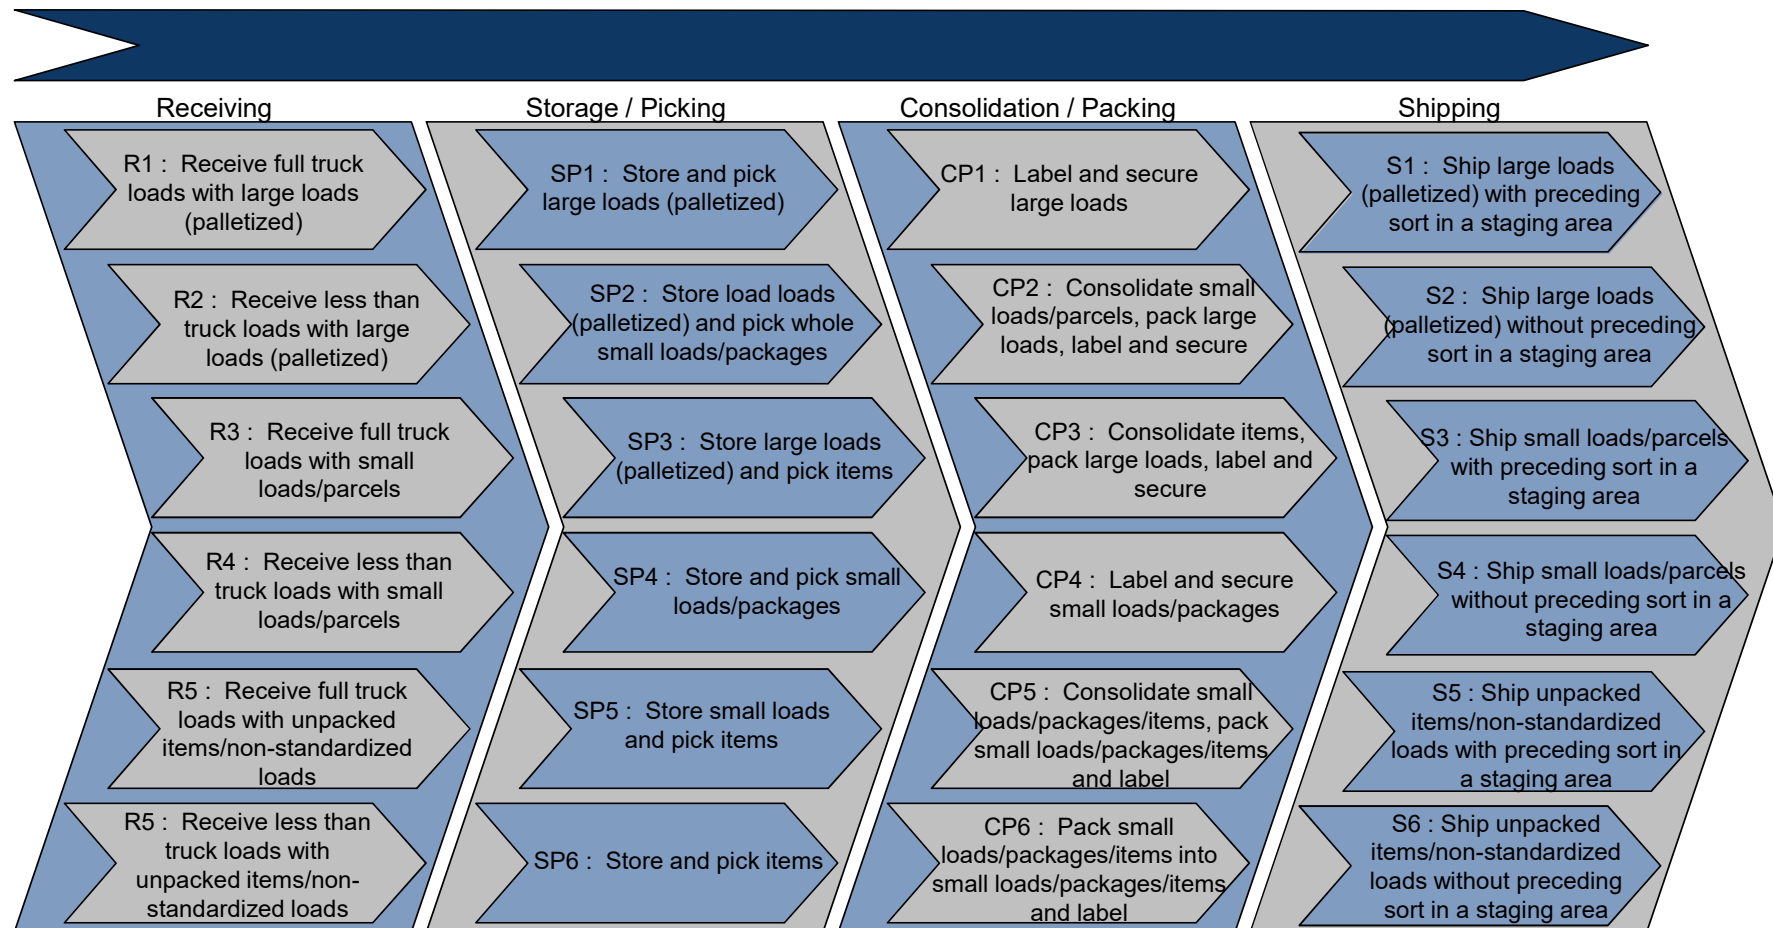 Receiving
R1 :  Receive full truck
loads with large loads
(palletized)
R2 :  Receive less than
truck loads with large
loads (palletized)
R3 :  Receive full truck
loads with small
loads/parcels
R4 :  Receive less than
truck loads with small
loads/parcels
R5 :  Receive full truck
loads with unpacked
items/non-standardized
loads
R5 :  Receive less than
truck loads with
unpacked items/non-
standardized loads
Storage / Picking
SP1 :  Store and pick
large loads (palletized)
SP2 :  Store load loads
(palletized) and pick whole
small loads/packages
SP3 :  Store large loads
(palletized) and pick items
SP4 :  Store and pick small
loads/packages
SP5 :  Store small loads
and pick items
SP6 :  Store and pick items
Consolidation / Packing
CP1 :  Label and secure
large loads
CP2 :  Consolidate small
loads/parcels, pack large
loads, label and secure
CP3 :  Consolidate items,
pack large loads, label and
secure
CP4 :  Label and secure
small loads/packages
CP5 :  Consolidate small
loads/packages/items, pack
small loads/packages/items
and label
CP6 :  Pack small
loads/packages/items into
small loads/packages/items
and label
Shipping
S1 :  Ship large loads
(palletized) with preceding
sort in a staging area
S2 :  Ship large loads
(palletized) without preceding
sort in a staging area
S3 : Ship small loads/parcels
with preceding sort in a
staging area
S4 : Ship small loads/parcels
without preceding sort in a
staging area
S5 : Ship unpacked
items/non-standardized
loads with preceding sort in
a staging area
S6 : Ship unpacked
items/non-standardized
loads without preceding
sort in a staging area